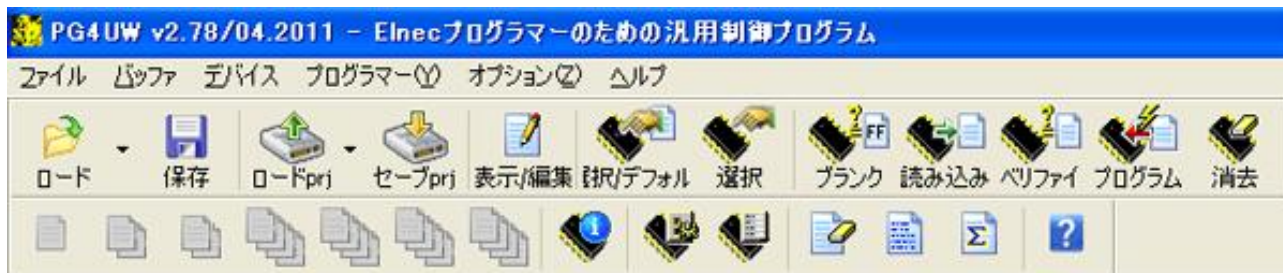 PG4UW v2.78/04.2011 - Elnecプログラマーのための汎用制御プログラム
ファイル バッファ デバイス プログラマー(Y) オプション(Z) ヘルプ
ロード 保存 ロードprj セーブprj 表示/編集 択/デフォル 選択 ブランク 読み込み ベリファイ プログラム 消去
? FF ? ?
i Σ ?